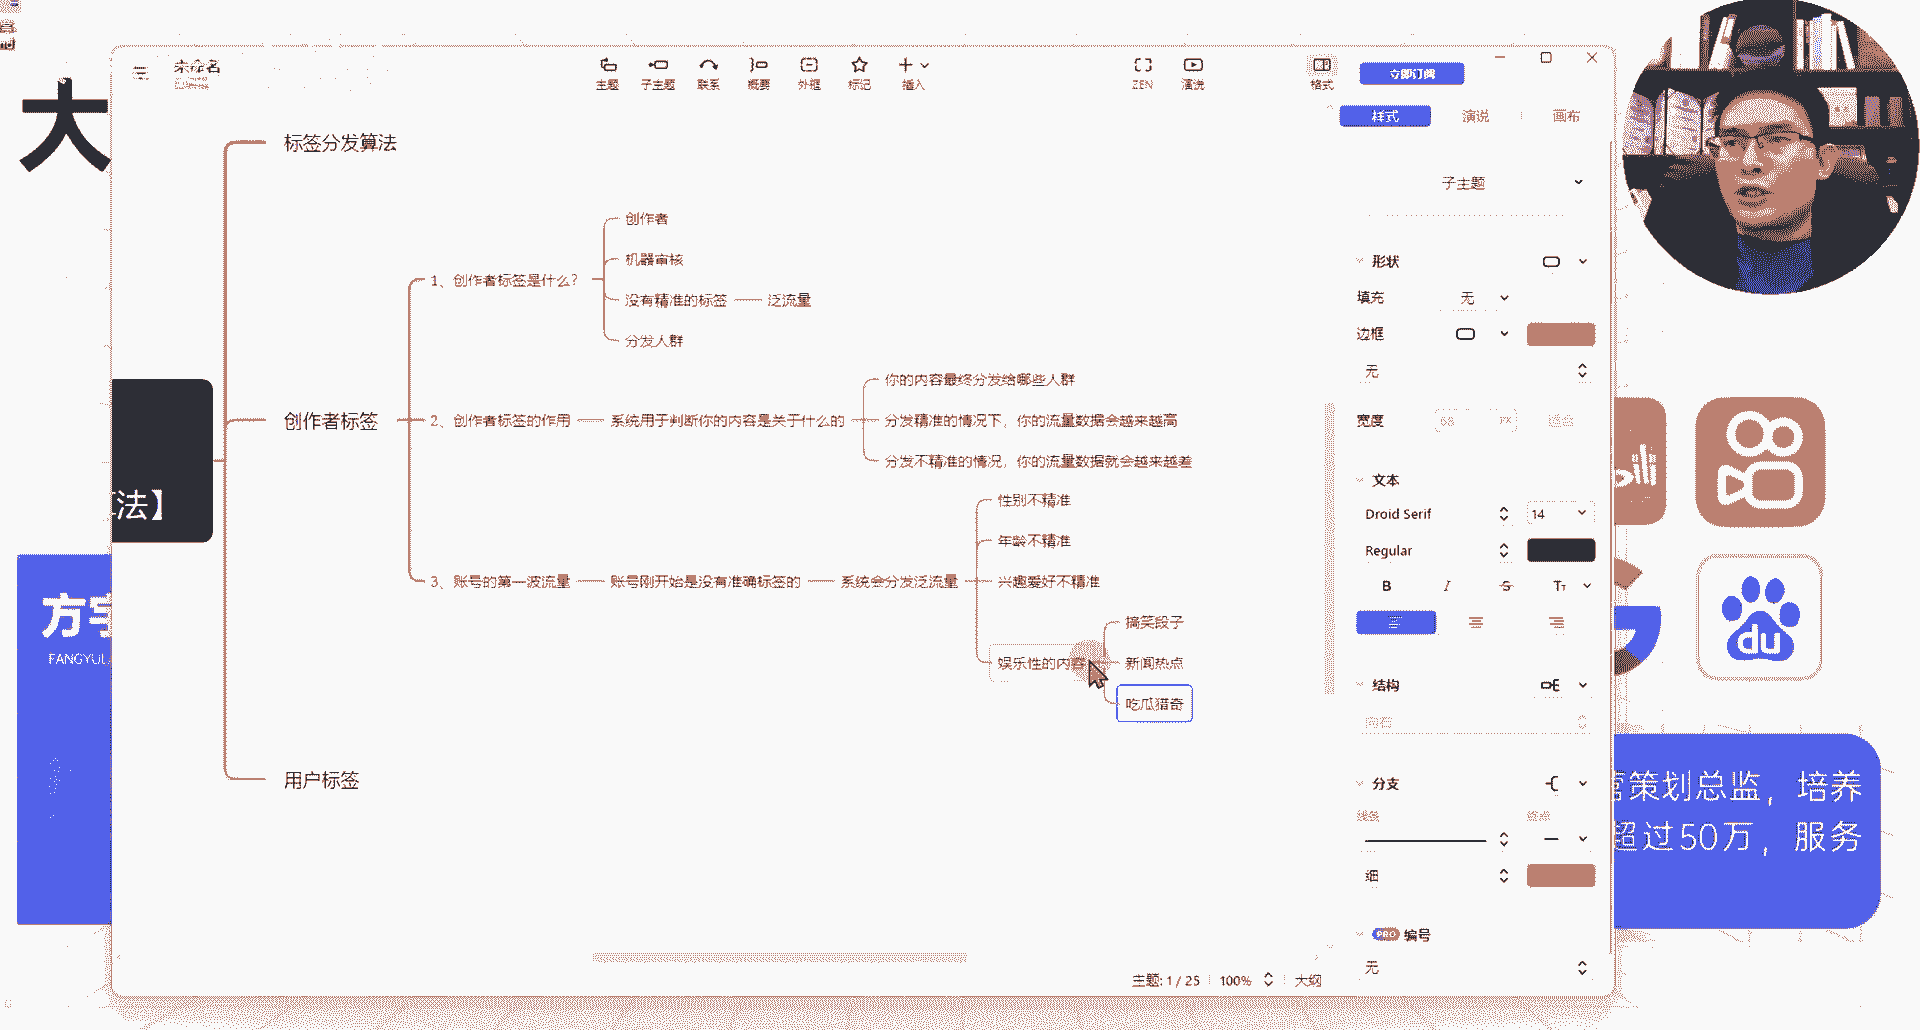 大
未命名
主题
子主题
联系
概要
外框
标记
插入
ZEN
演说
格式
立即订阅
样式
演说
画布
标签分发算法
创作者标签
用户标签
法】
1、创作者标签是什么？
创作者
机器审核
没有精准的标签
泛流量
分发人群
2、创作者标签的作用
系统用于判断你的内容是关于什么的
你的内容最终分发给哪些人群
分发精准的情况下，你的流量数据会越来越高
分发不精准的情况，你的流量数据就会越来越差
3、账号的第一波流量
账号刚开始是没有准确标签的
系统会分发泛流量
性别不精准
年龄不精准
兴趣爱好不精准
娱乐性的内容
搞笑段子
新闻热点
吃瓜猎奇
子主题
形状
填充
无
边框
无
宽度
68
PX
文本
Droid Serif
14
Regular
B
I
S
Tт
结构
向右
分支
线条
细
PRO
编号
无
主题: 1 / 25
100%
大纲
方宇
FANGYU
du
策划总监，培养
超过50万，服务